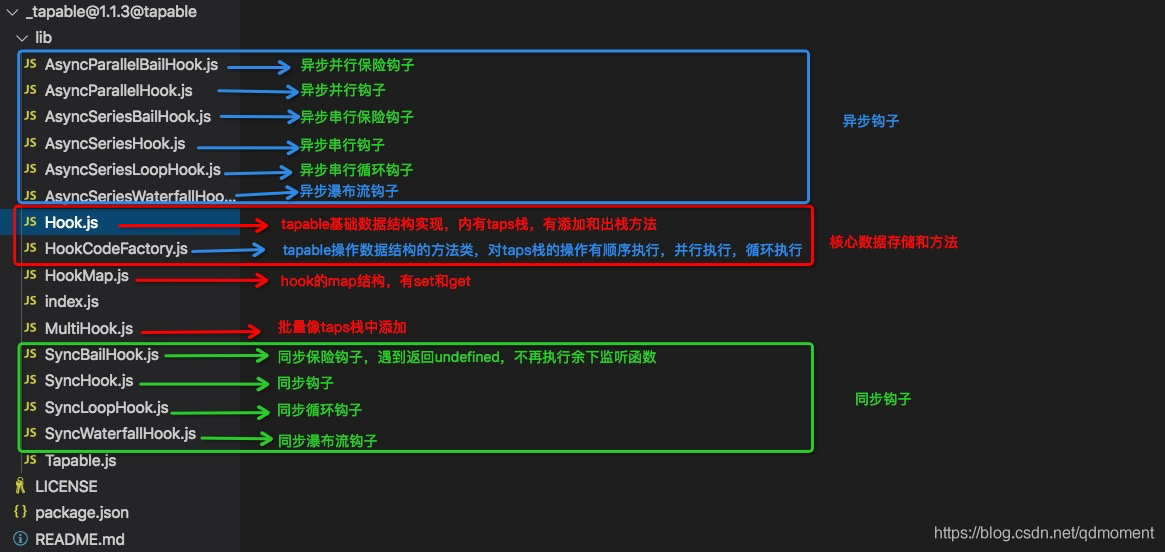 _tapable@1.1.3@tapable
lib
JS AsyncParallelBailHook.js 异步并行保险钩子
JS AsyncParallelHook.js 异步并行钩子
JS AsyncSeriesBailHook.js 异步串行保险钩子
异步钩子
JS AsyncSeriesHook.js 异步串行钩子
JS AsyncSeriesLoopHook.js 异步串行循环钩子
JS AsyncSeriesWaterfallHoo... 异步瀑布流钩子
JS Hook.js tapable基础数据结构实现，内有taps栈，有添加和出栈方法
核心数据存储和方法
JS HookCodeFactory.js tapable操作数据结构的方法类，对taps栈的操作有顺序执行，并行执行，循环执行
JS HookMap.js hook的map结构，有set和get
JS index.js
JS MultiHook.js 批量像taps栈中添加
JS SyncBailHook.js 同步保险钩子，遇到返回undefined，不再执行余下监听函数
JS SyncHook.js 同步钩子
同步钩子
JS SyncLoopHook.js 同步循环钩子
JS SyncWaterfallHook.js 同步瀑布流钩子
JS Tapable.js
LICENSE
{} package.json
README.md
https://blog.csdn.net/qdmoment